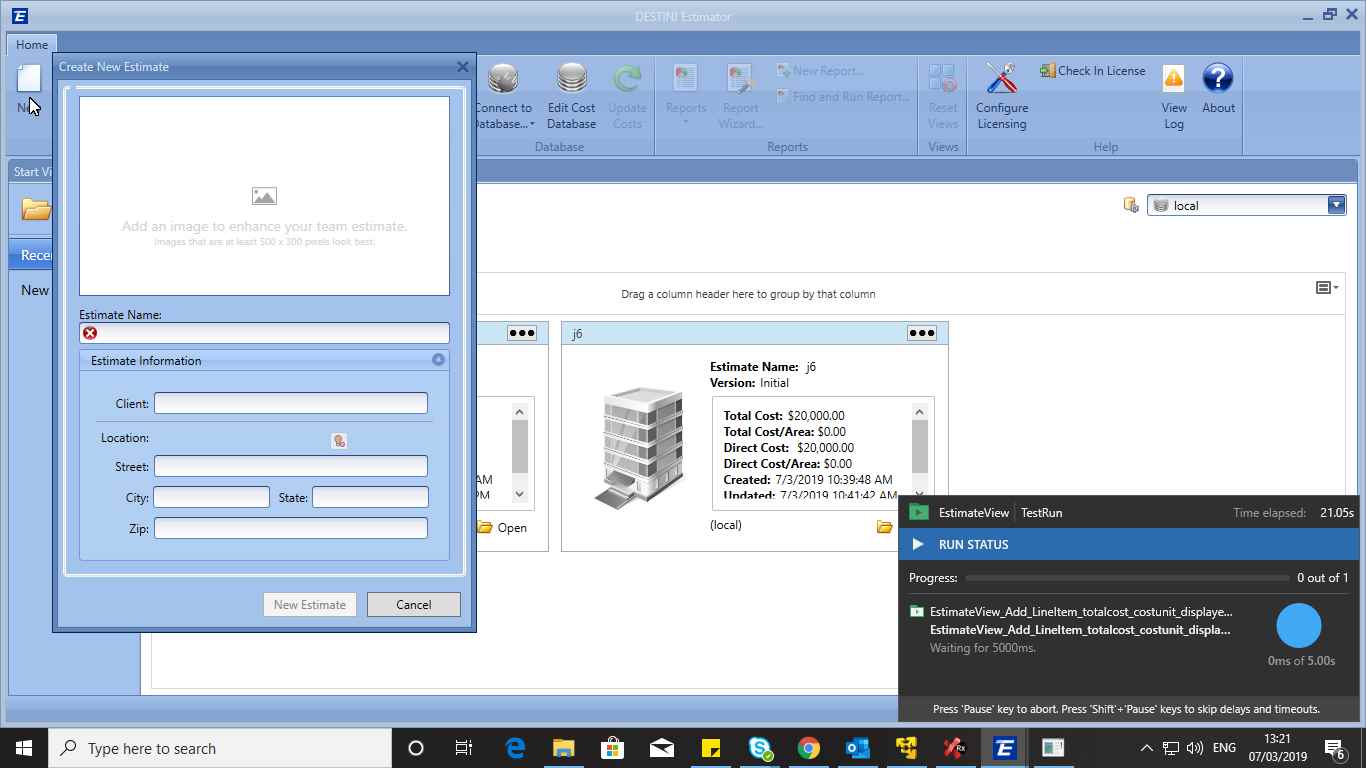 DESTINI Estimator
Home
Create New Estimate
Connect to Database...
Edit Cost Database
Update Costs
Database
Reports
Report Wizard...
New Report...
Find and Run Report...
Reports
Reset Views
Views
Configure Licensing
Check In License
View Log
About
Help
Start Vi
Rece
New
Add an image to enhance your team estimate.
Images that are at least 500 x 300 pixels look best.
Estimate Name:
Estimate Information
Client:
Location:
Street:
City:
State:
Zip:
New Estimate
Cancel
local
Drag a column header here to group by that column
AM
PM
Open
j6
Estimate Name: j6
Version: Initial
Total Cost: $20,000.00
Total Cost/Area: $0.00
Direct Cost: $20,000.00
Direct Cost/Area: $0.00
Created: 7/3/2019 10:39:48 AM
Updated: 7/3/2019 10:41:42 AM
(local)
EstimateView
TestRun
Time elapsed: 21.05s
RUN STATUS
Progress: 0 out of 1
EstimateView_Add_LineItem_totalcost_costunit_displaye...
EstimateView_Add_LineItem_totalcost_costunit_displa...
Waiting for 5000ms.
0ms of 5.00s
Press 'Pause' key to abort. Press 'Shift'+'Pause' keys to skip delays and timeouts.
Type here to search
ENG
13:21
07/03/2019
6